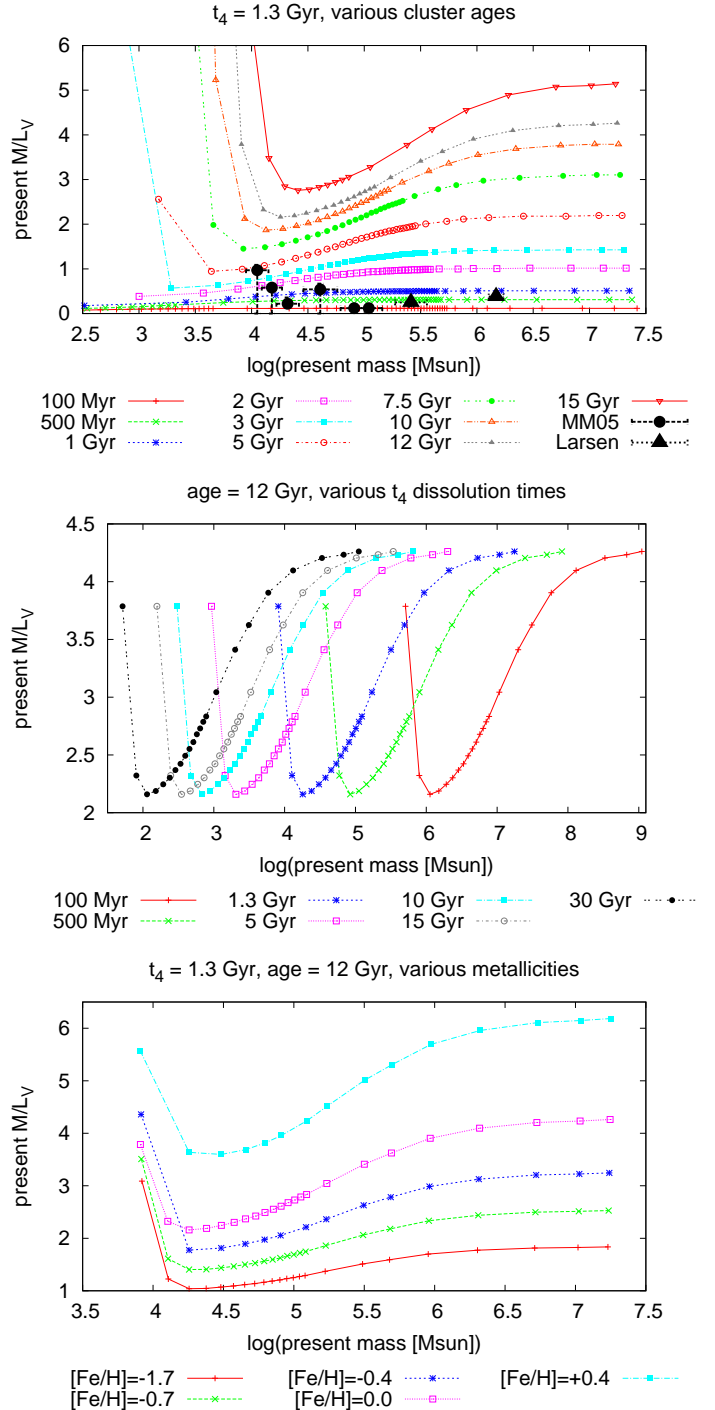 t4 = 1.3 Gyr, various cluster ages
present M/LV
6
5
4
3
2
1
0
2.5 3 3.5 4 4.5 5 5.5 6 6.5 7 7.5
log(present mass [Msun])
100 Myr 2 Gyr 7.5 Gyr 15 Gyr
500 Myr 3 Gyr 10 Gyr MM05
1 Gyr 5 Gyr 12 Gyr Larsen
age = 12 Gyr, various t4 dissolution times
present M/LV
4.5
4
3.5
3
2.5
2
2 3 4 5 6 7 8 9
log(present mass [Msun])
100 Myr 1.3 Gyr 10 Gyr 30 Gyr
500 Myr 5 Gyr 15 Gyr
t4 = 1.3 Gyr, age = 12 Gyr, various metallicities
present M/LV
6
5
4
3
2
1
3.5 4 4.5 5 5.5 6 6.5 7 7.5
log(present mass [Msun])
[Fe/H]=-1.7 [Fe/H]=-0.4 [Fe/H]=+0.4
[Fe/H]=-0.7 [Fe/H]=0.0